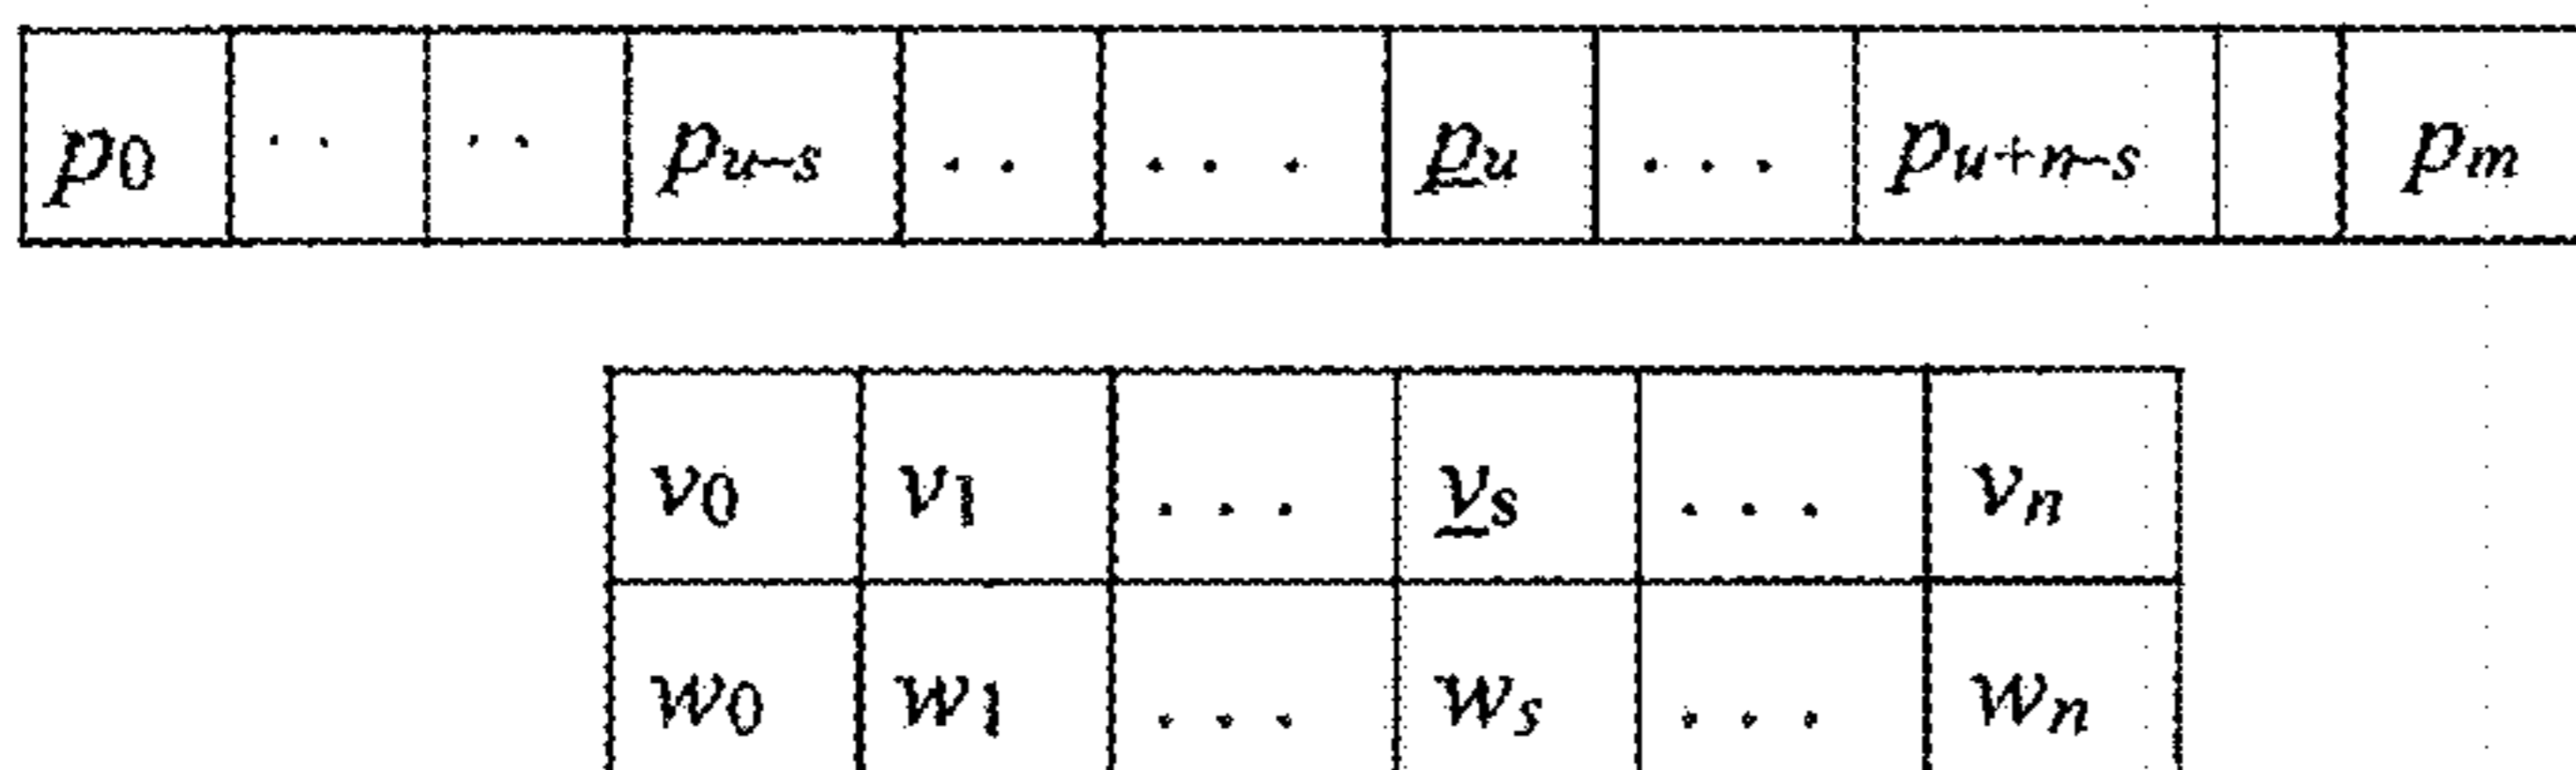 p0 . . . . pu–s . . . . . pu . . . pu+n–s pm
v0 v1 . . . vs . . . vn
w0 w1 . . . ws . . . wn